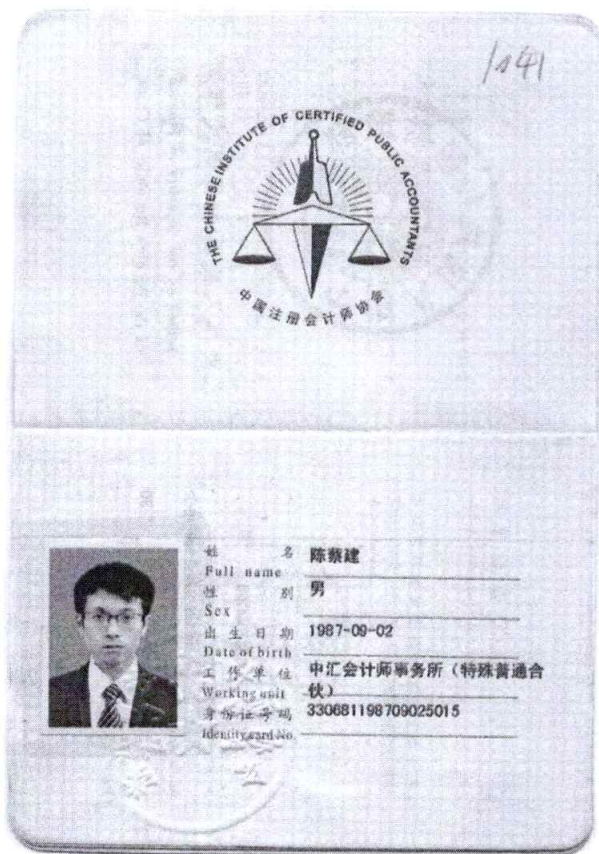 THE CHINESE INSTITUTE OF CERTIFIED PUBLIC ACCOUNTANTS
中国注册会计师协会
姓 名 陈蔡建
Full name
性 别 男
Sex
出 生 日 期 1987-09-02
Date of birth
工 作 单 位 中汇会计师事务所（特殊普通合
Working unit 伙）
身 份 证 号 码 330681198709025015
Identity card No.